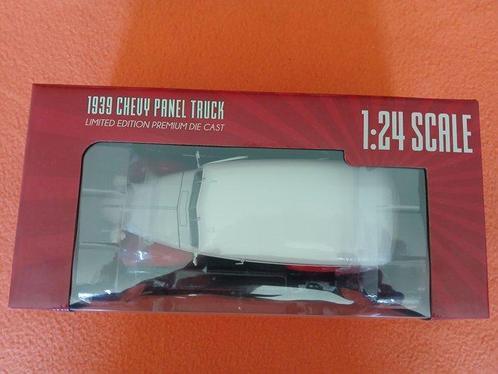 1939 CHEVY PANEL TRUCK
LIMITED EDITION PREMIUM DIE CAST
1:24 SCALE